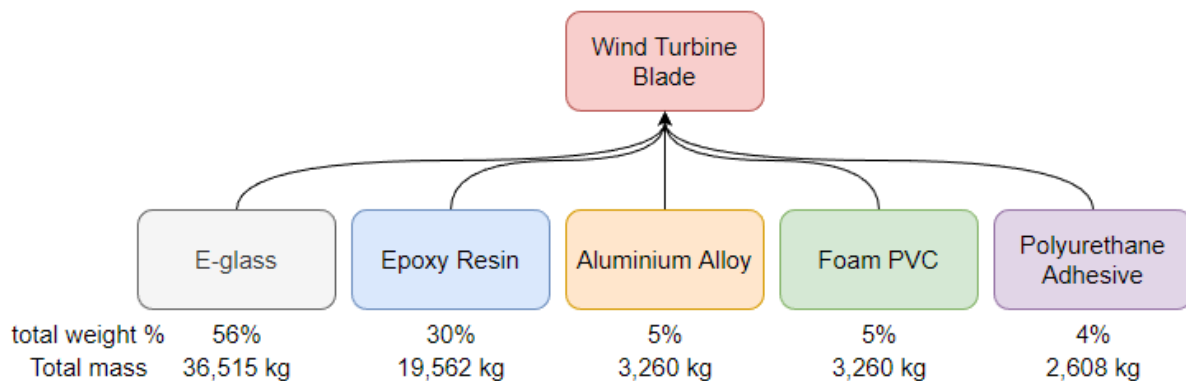 Wind Turbine
Blade
E-glass
Epoxy Resin
Aluminium Alloy
Foam PVC
Polyurethane
Adhesive
total weight % 56% 30% 5% 5% 4%
Total mass 36,515 kg 19,562 kg 3,260 kg 3,260 kg 2,608 kg